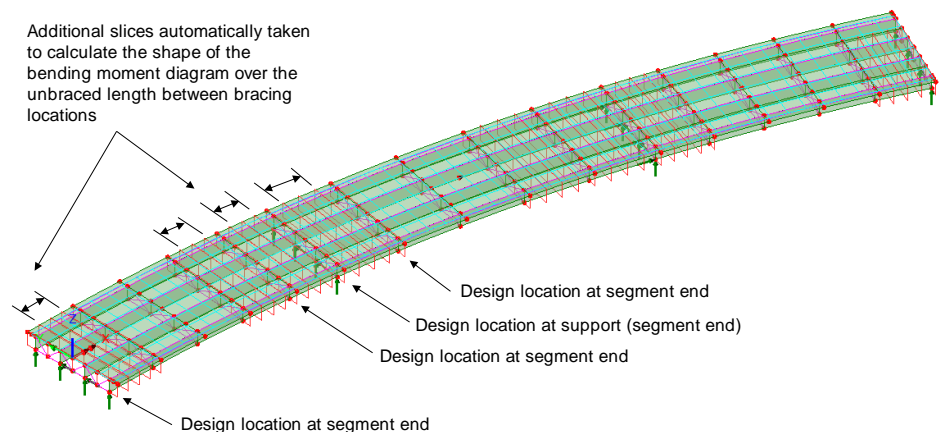 Additional slices automatically taken
to calculate the shape of the
bending moment diagram over the
unbraced length between bracing
locations
Z
X
Design location at segment end
Design location at support (segment end)
Design location at segment end
Design location at segment end